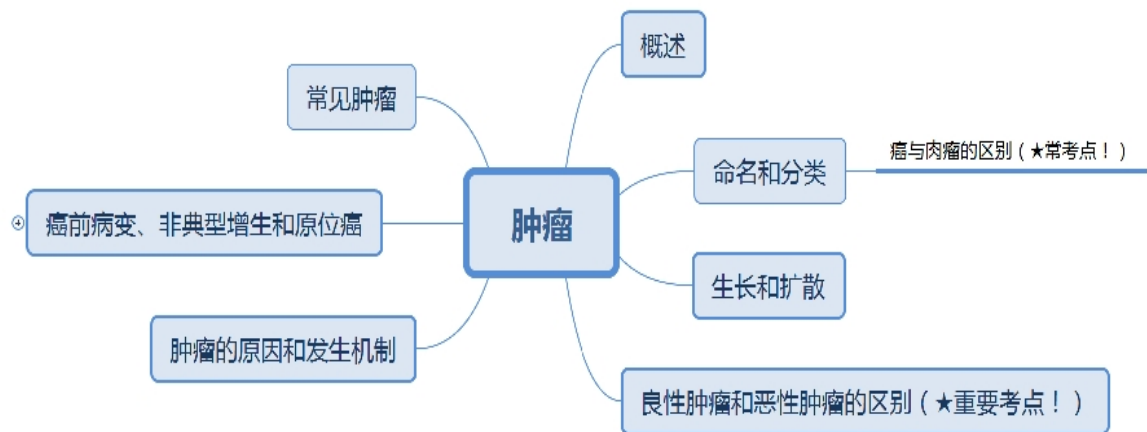 概述
常见肿瘤
癌与肉瘤的区别（★常考点！）
命名和分类
癌前病变、非典型增生和原位癌
肿瘤
生长和扩散
肿瘤的原因和发生机制
良性肿瘤和恶性肿瘤的区别（★重要考点！）